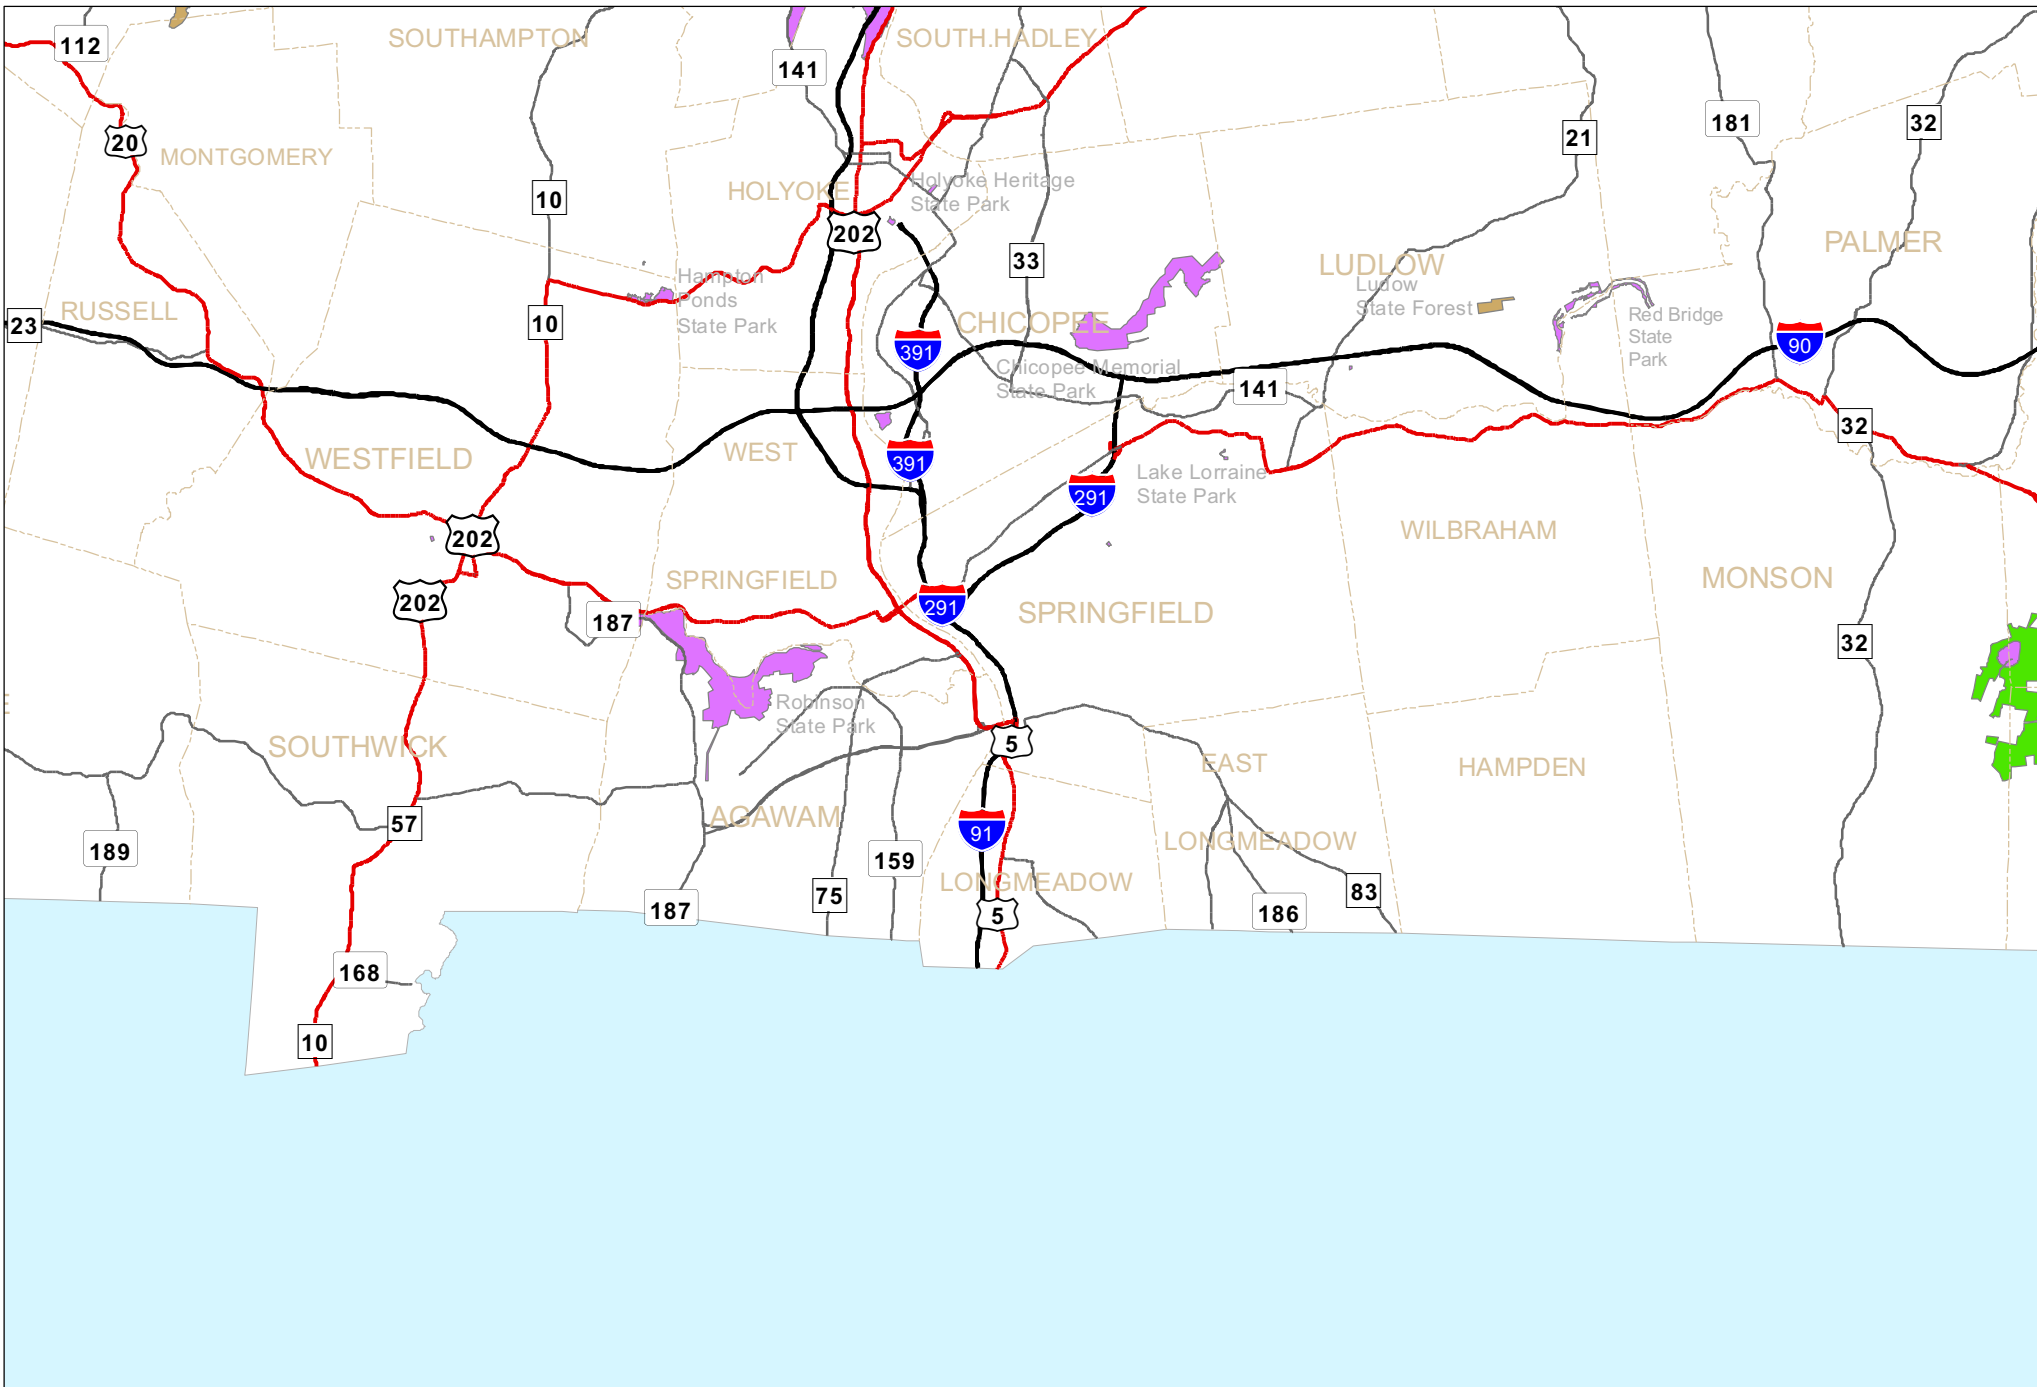 SOUTHAMPTON
SOUTH.HADLEY
112
141
20
MONTGOMERY
21
181
32
HOLYOKE
Holyoke Heritage
State Park
10
202
33
PALMER
LUDLOW
Ludow
State Forest
Hampton
Ponds
State Park
RUSSELL
23
10
CHICOPEE
391
Red Bridge
State
Park
90
Chicopee Memorial
State Park
141
32
WESTFIELD
WEST
391
Lake Lorraine
State Park
291
202
WILBRAHAM
SPRINGFIELD
MONSON
202
291
SPRINGFIELD
187
32
Robinson
State Park
E
SOUTHWICK
5
EAST
HAMPDEN
57
AGAWAM
91
189
159
LONGMEADOW
LONGMEADOW
75
187
83
5
186
168
10